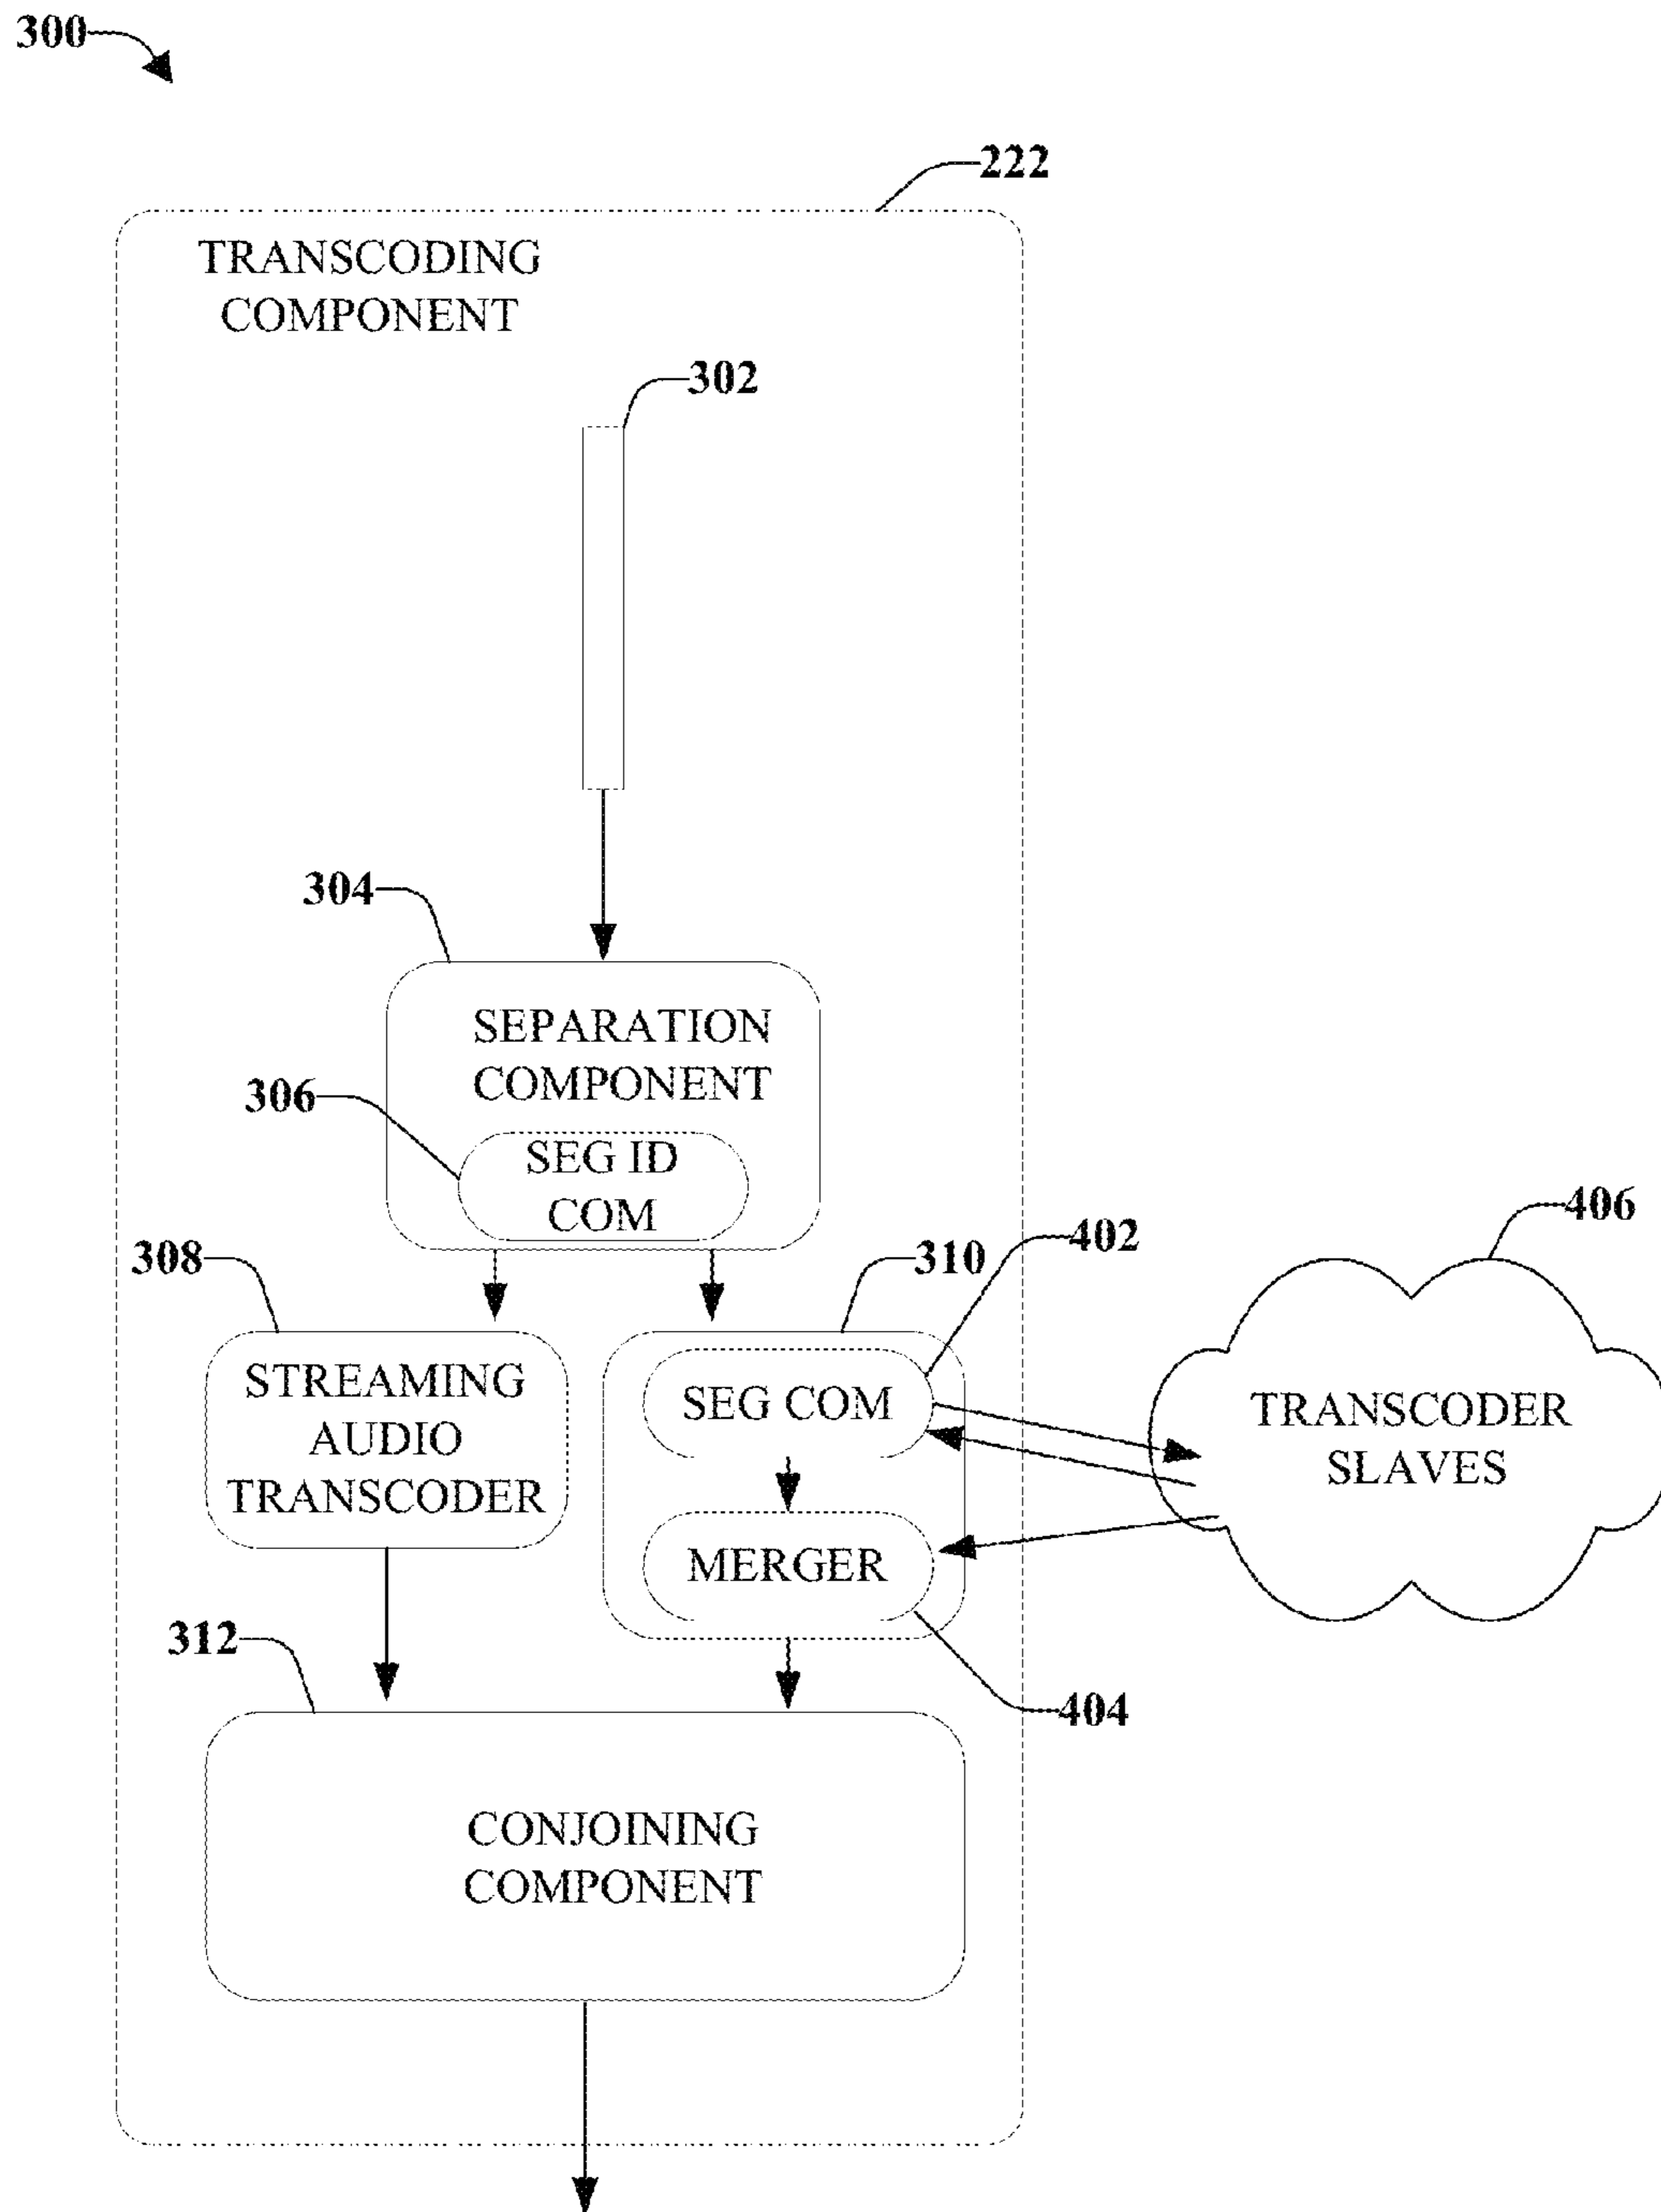 300
222
TRANSCODING
COMPONENT
302
304
SEPARATION
COMPONENT
306
SEG ID
COM
308
310
402
406
STREAMING
AUDIO
TRANSCODER
SEG COM
TRANSCODER
SLAVES
MERGER
312
404
CONJOINING
COMPONENT